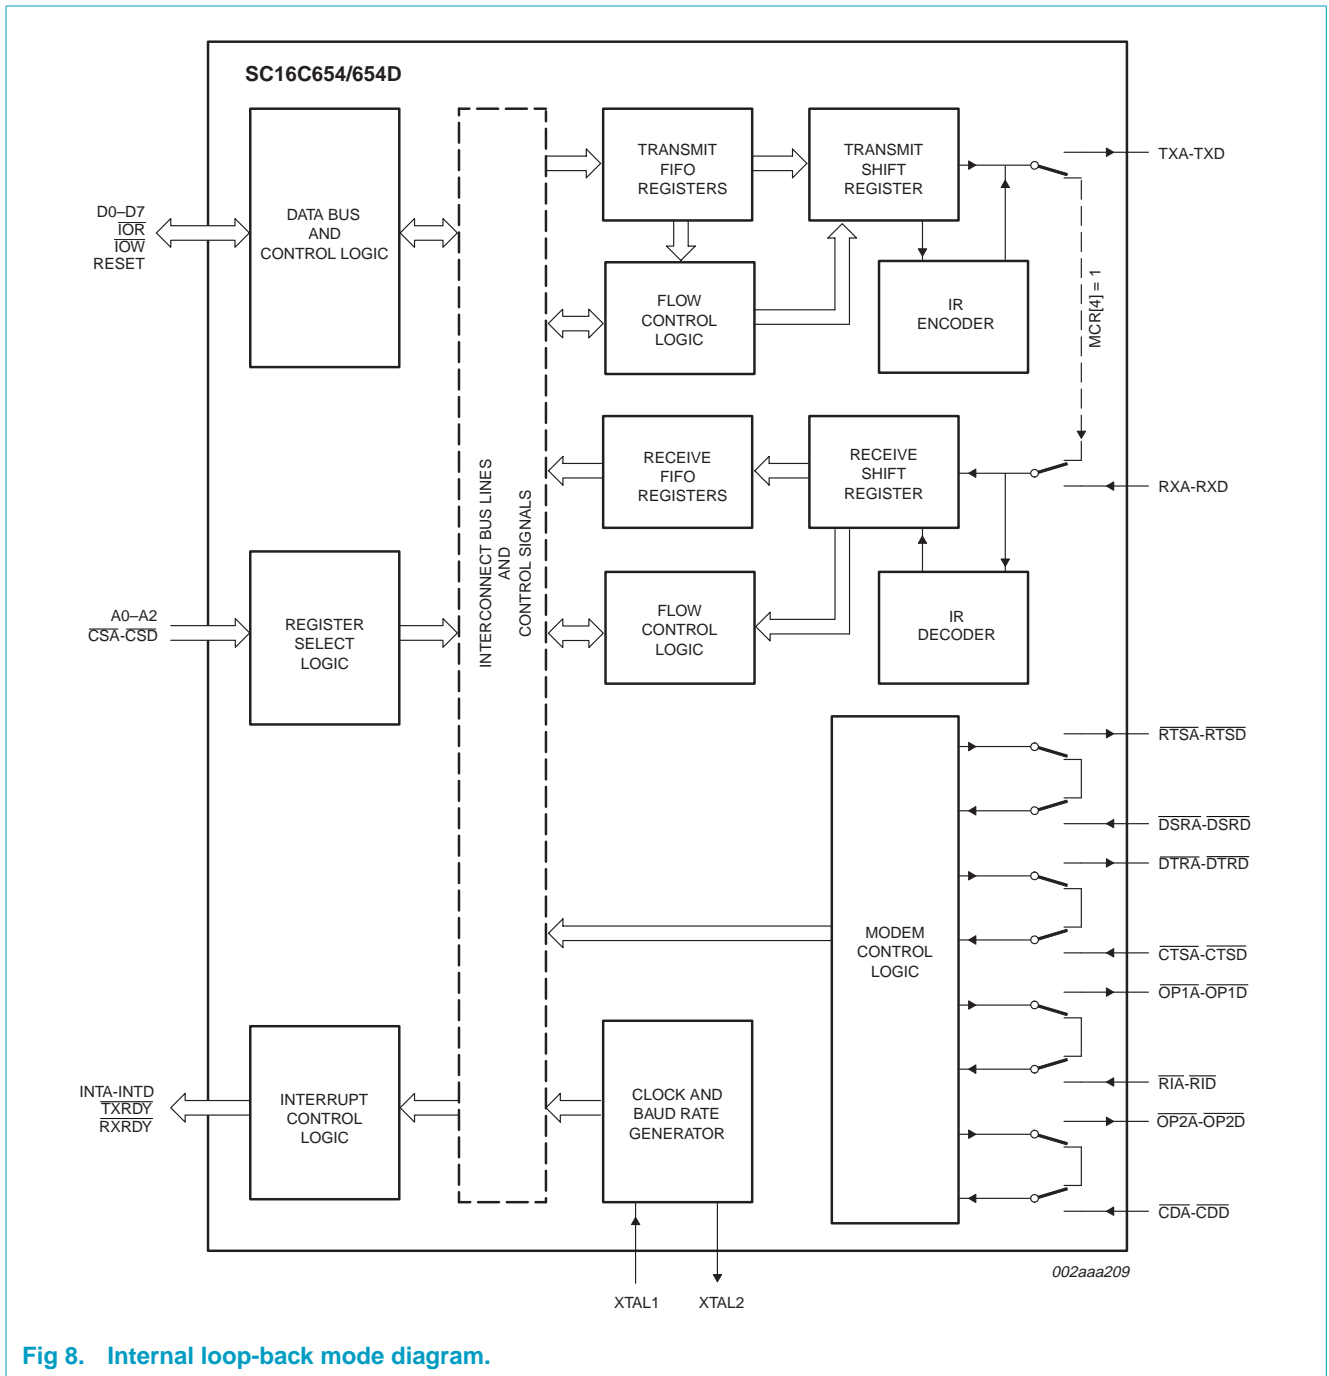 SC16C654/654D
D0–D7
IOR
IOW
RESET
DATA BUS
AND
CONTROL LOGIC
TRANSMIT
FIFO
REGISTERS
TRANSMIT
SHIFT
REGISTER
TXA-TXD
FLOW
CONTROL
LOGIC
IR
ENCODER
MCR[4] = 1
INTERCONNECT BUS LINES
AND
CONTROL SIGNALS
RECEIVE
FIFO
REGISTERS
RECEIVE
SHIFT
REGISTER
RXA-RXD
A0–A2
CSA-CSD
REGISTER
SELECT
LOGIC
FLOW
CONTROL
LOGIC
IR
DECODER
RTSA-RTSD
DSRA-DSRD
DTRA-DTRD
MODEM
CONTROL
LOGIC
CTSA-CTSD
OP1A-OP1D
RIA-RID
OP2A-OP2D
CDA-CDD
INTA-INTD
TXRDY
RXRDY
INTERRUPT
CONTROL
LOGIC
CLOCK AND
BAUD RATE
GENERATOR
XTAL1
XTAL2
002aaa209
Fig 8. Internal loop-back mode diagram.